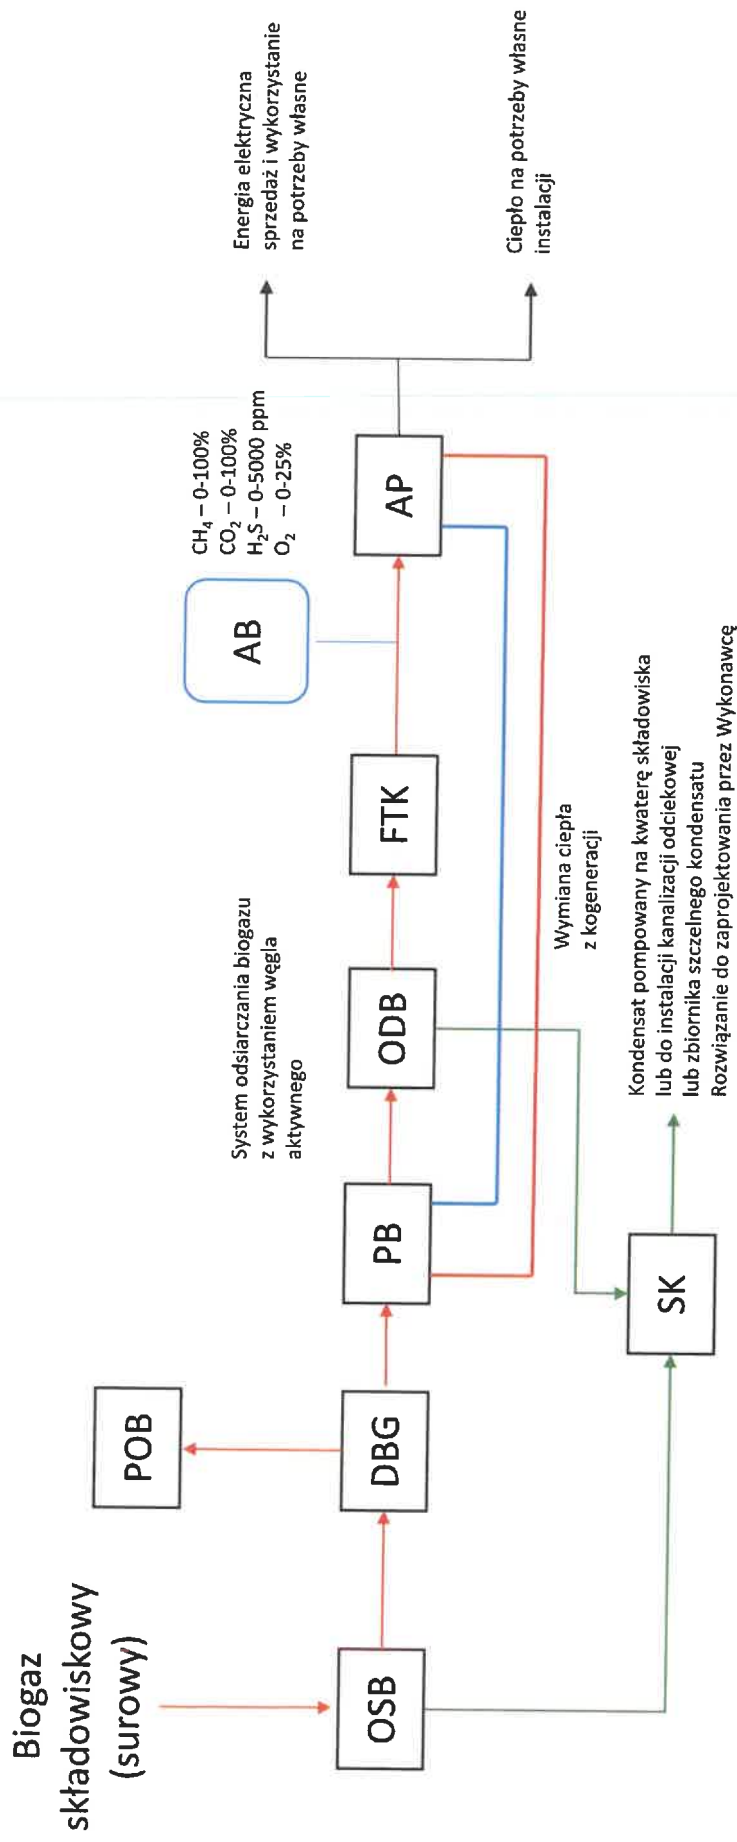 Biogaz
składowiskowy
(surowy)
OSB
POB
DBG
PB
System odsiarczania biogazu
z wykorzystaniem węgla
aktywnego
ODB
FTK
AB
CH₄ – 0-100%
CO₂ – 0-100%
H₂S – 0-5000 ppm
O₂ – 0-25%
AP
Energia elektryczna
sprzedaż i wykorzystanie
na potrzeby własne
Ciepło na potrzeby własne
instalacji
Wymiana ciepła
z kogeneracji
SK
Kondensat pompowany na kwaterę składowiska
lub do instalacji kanalizacji odciekowej
lub zbiornika szczelnego kondensatu
Rozwiązanie do zaprojektowania przez Wykonawcę